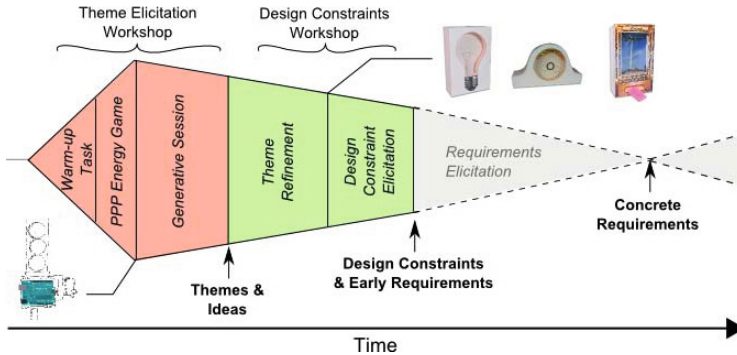 Theme Elicitation
Workshop
Design Constraints
Workshop
Warm-up
Task
PPP Energy Game
Generative Session
Theme
Refinement
Design
Constraint
Elicitation
Requirements
Elicitation
Concrete
Requirements
Themes &
Ideas
Design Constraints
& Early Requirements
Time